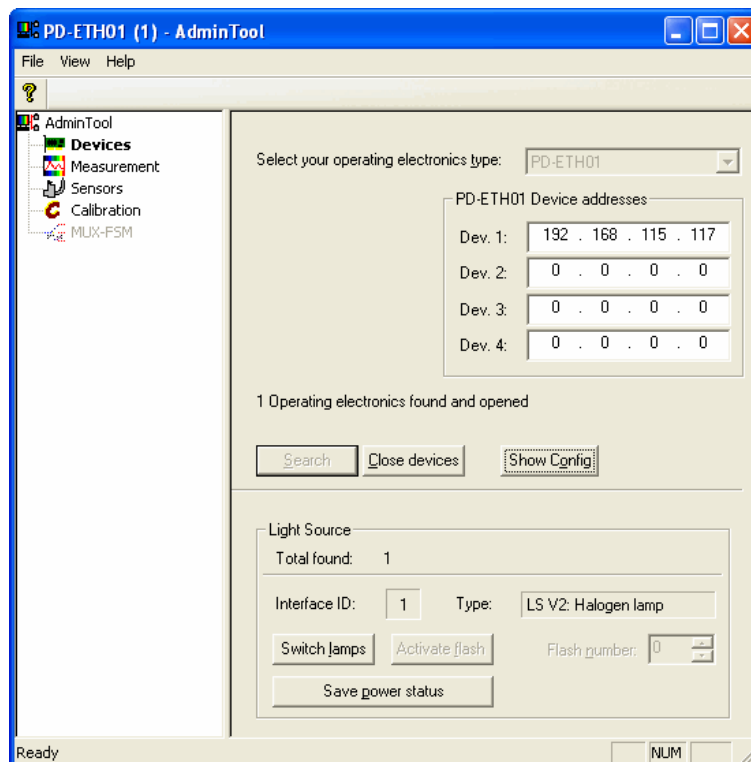 PD-ETH01 (1) - AdminTool
File View Help
AdminTool
Devices
Measurement
Sensors
Calibration
MUX-FSM
Select your operating electronics type: PD-ETH01
PD-ETH01 Device addresses
Dev. 1: 192 . 168 . 115 . 117
Dev. 2: 0 . 0 . 0 . 0
Dev. 3: 0 . 0 . 0 . 0
Dev. 4: 0 . 0 . 0 . 0
1 Operating electronics found and opened
Search Close devices Show Config
Light Source
Total found: 1
Interface ID: 1 Type: LS V2: Halogen lamp
Switch lamps Activate flash Flash number: 0
Save power status
Ready NUM